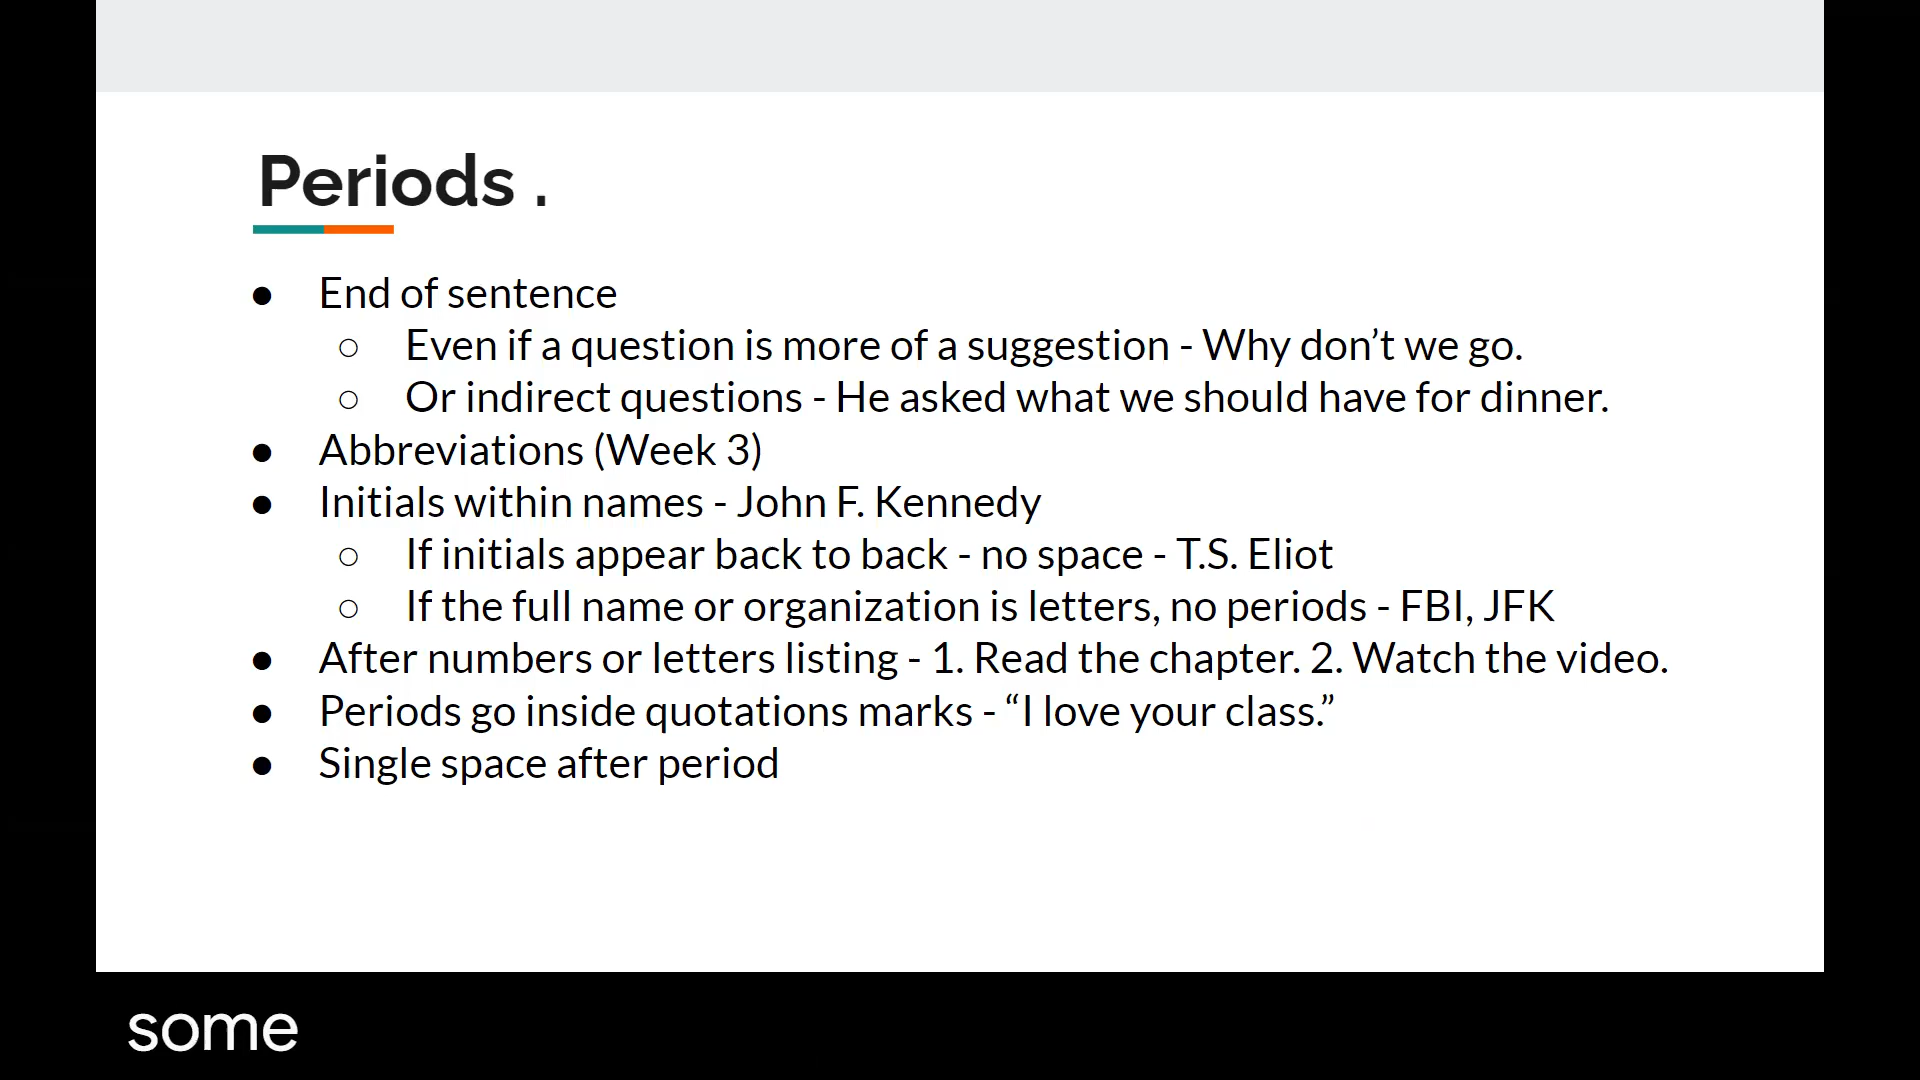 Periods .
● End of sentence
○ Even if a question is more of a suggestion - Why don’t we go.
○ Or indirect questions - He asked what we should have for dinner.
● Abbreviations (Week 3)
● Initials within names - John F. Kennedy
○ If initials appear back to back - no space - T.S. Eliot
○ If the full name or organization is letters, no periods - FBI, JFK
● After numbers or letters listing - 1. Read the chapter. 2. Watch the video.
● Periods go inside quotations marks - “I love your class.”
● Single space after period
some